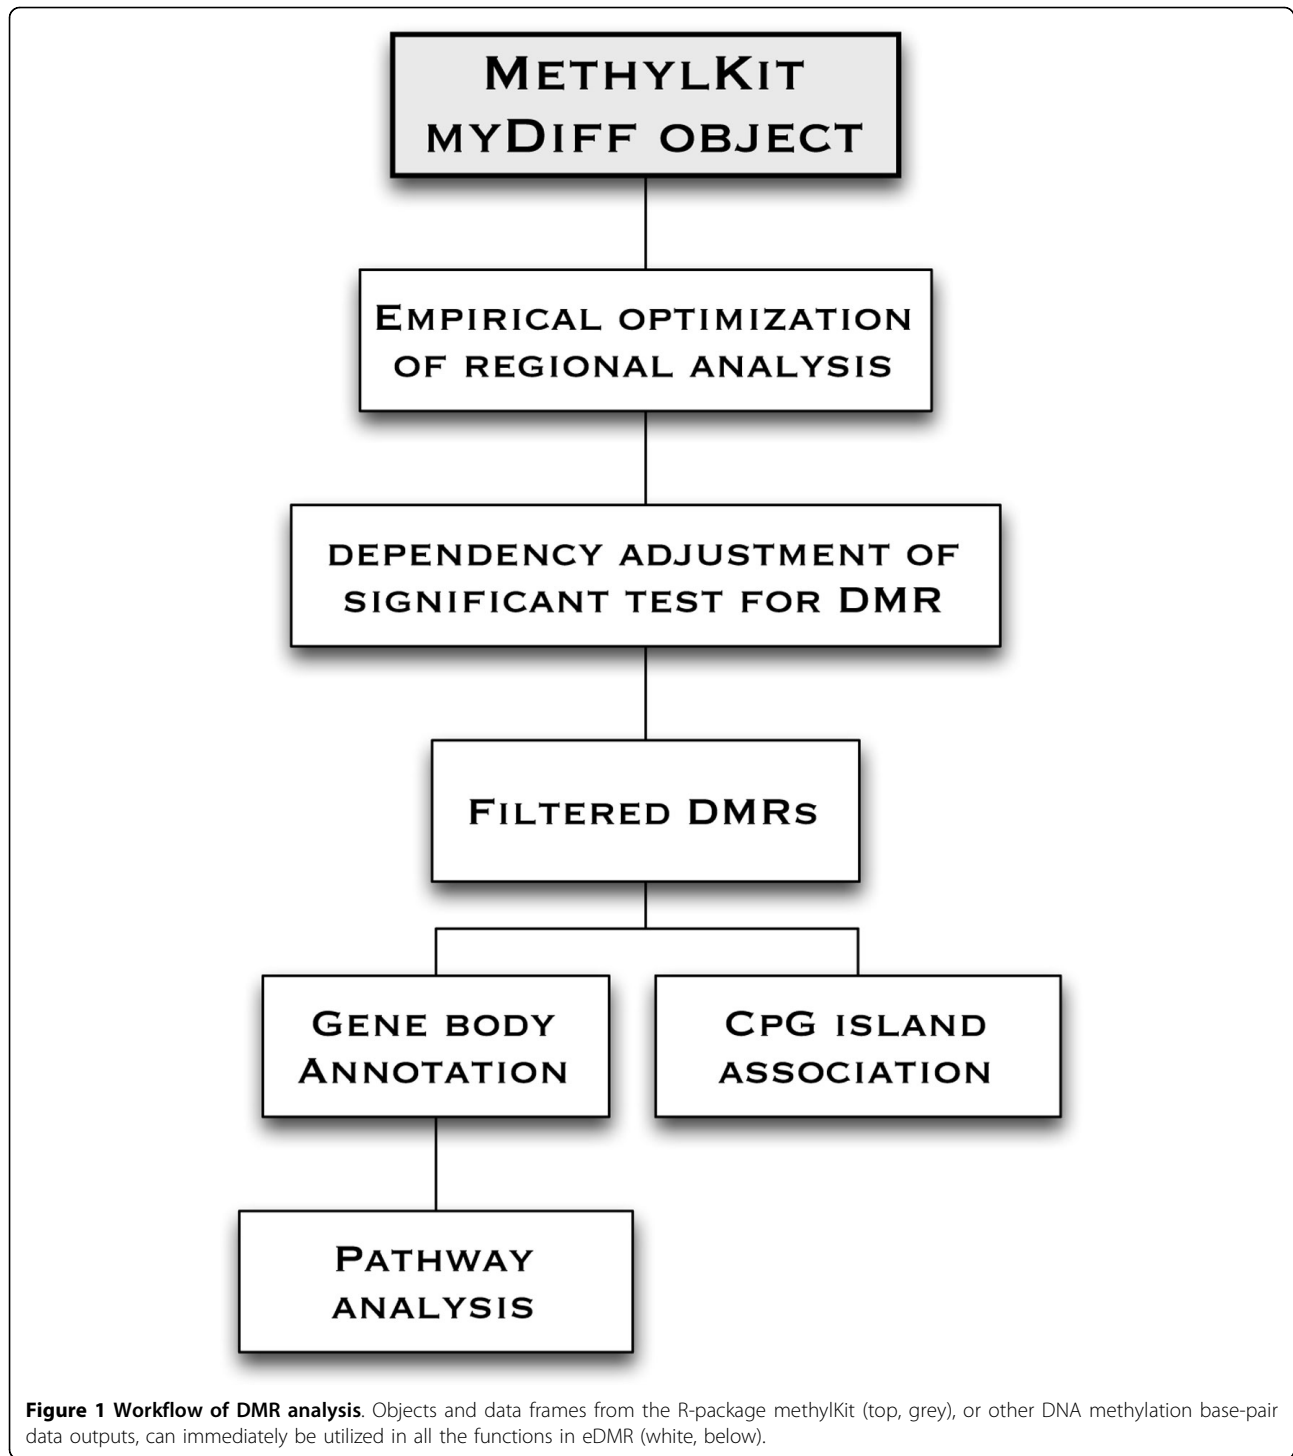 METHYLKIT
MYDIFF OBJECT
EMPIRICAL OPTIMIZATION
OF REGIONAL ANALYSIS
DEPENDENCY ADJUSTMENT OF
SIGNIFICANT TEST FOR DMR
FILTERED DMRS
GENE BODY
ANNOTATION
CPG ISLAND
ASSOCIATION
PATHWAY
ANALYSIS
Figure 1 Workflow of DMR analysis. Objects and data frames from the R-package methylKit (top, grey), or other DNA methylation base-pair
data outputs, can immediately be utilized in all the functions in eDMR (white, below).